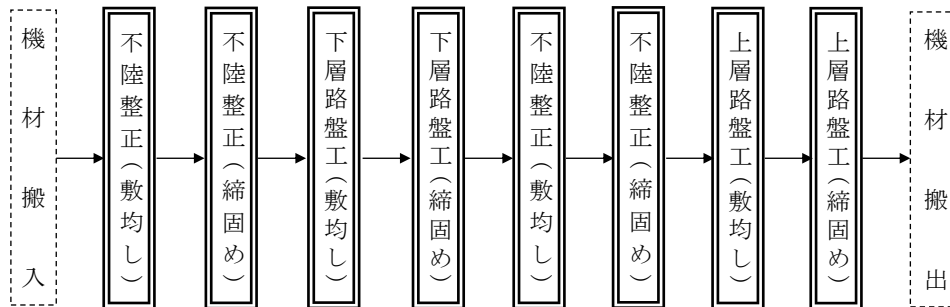 機材搬入
不陸整正(敷均し)
不陸整正(締固め)
下層路盤工(敷均し)
下層路盤工(締固め)
不陸整正(敷均し)
不陸整正(締固め)
上層路盤工(敷均し)
上層路盤工(締固め)
機材搬出